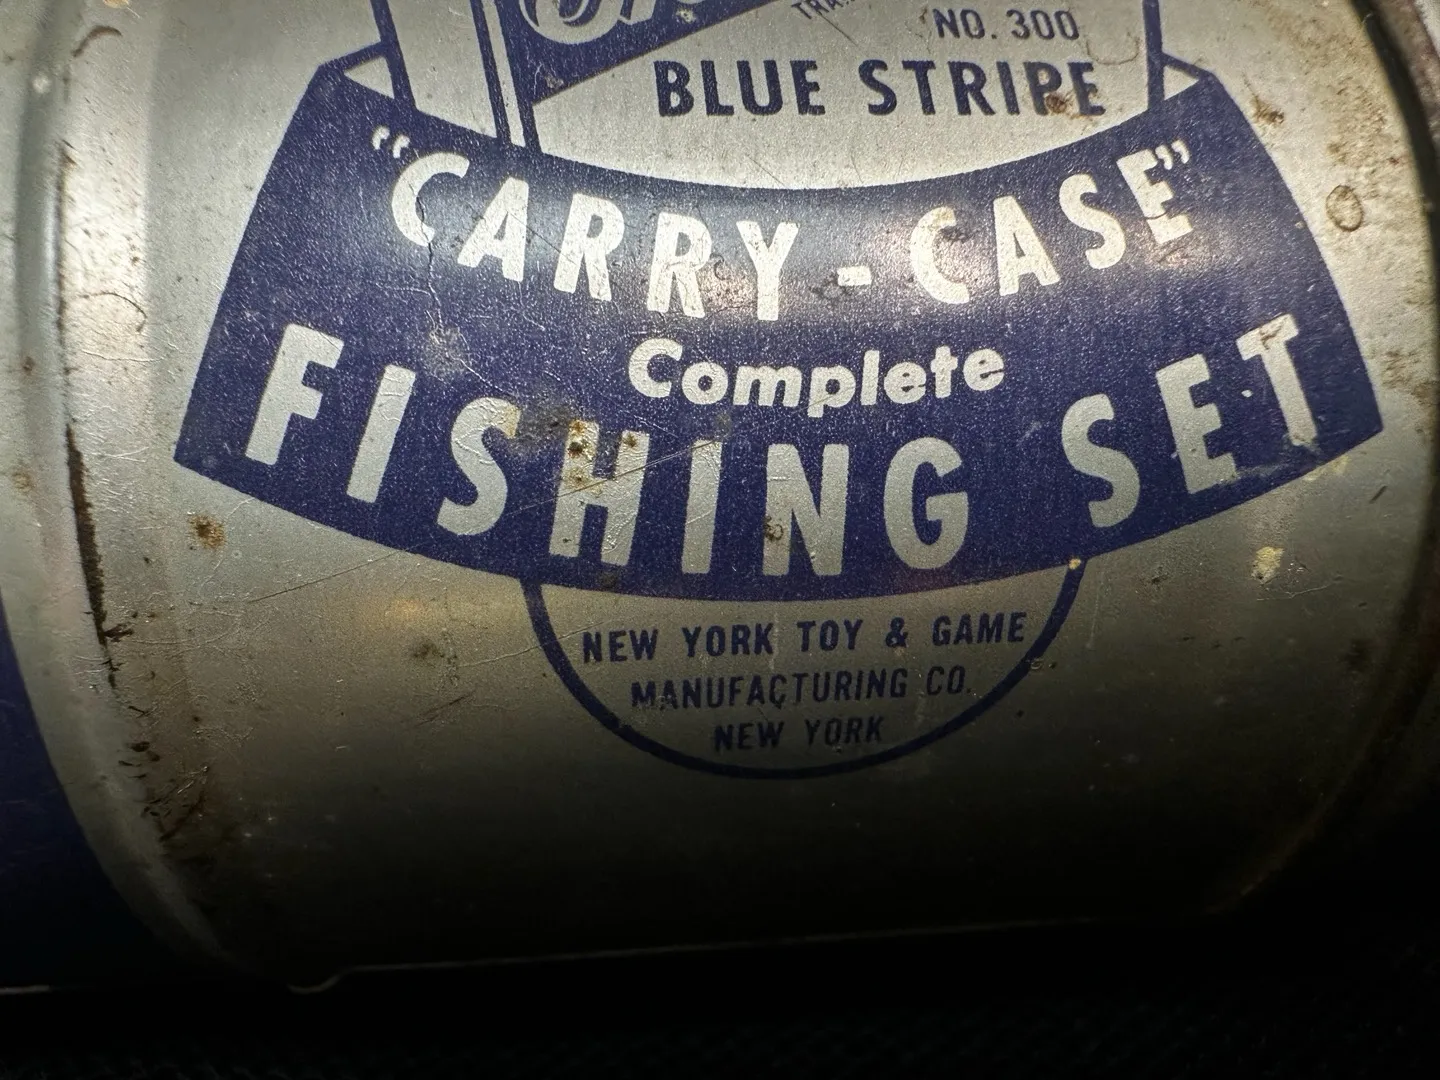 NO. 300
BLUE STRIPE
"CARRY-CASE"
Complete
FISHING SET
NEW YORK TOY & GAME
MANUFACTURING CO.
NEW YORK